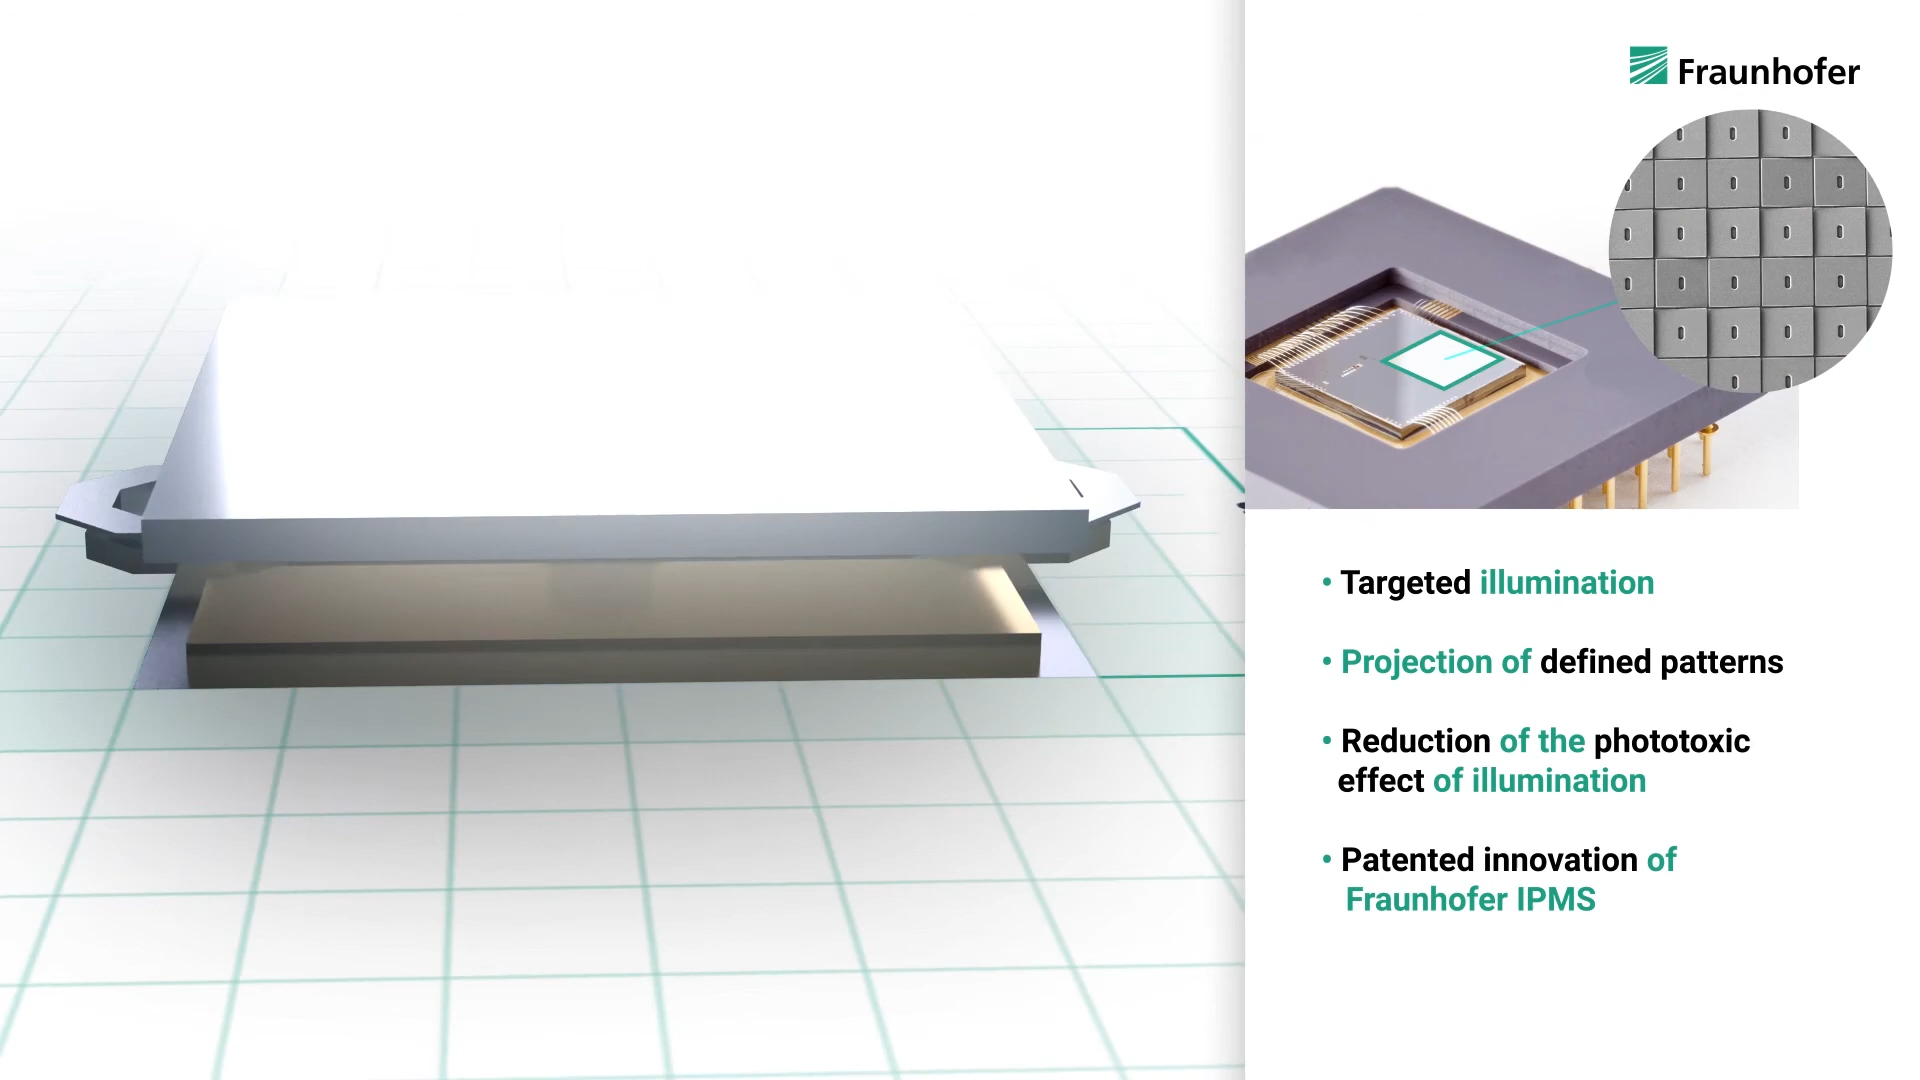 Fraunhofer
• Targeted illumination
• Projection of defined patterns
• Reduction of the phototoxic
effect of illumination
• Patented innovation of
Fraunhofer IPMS